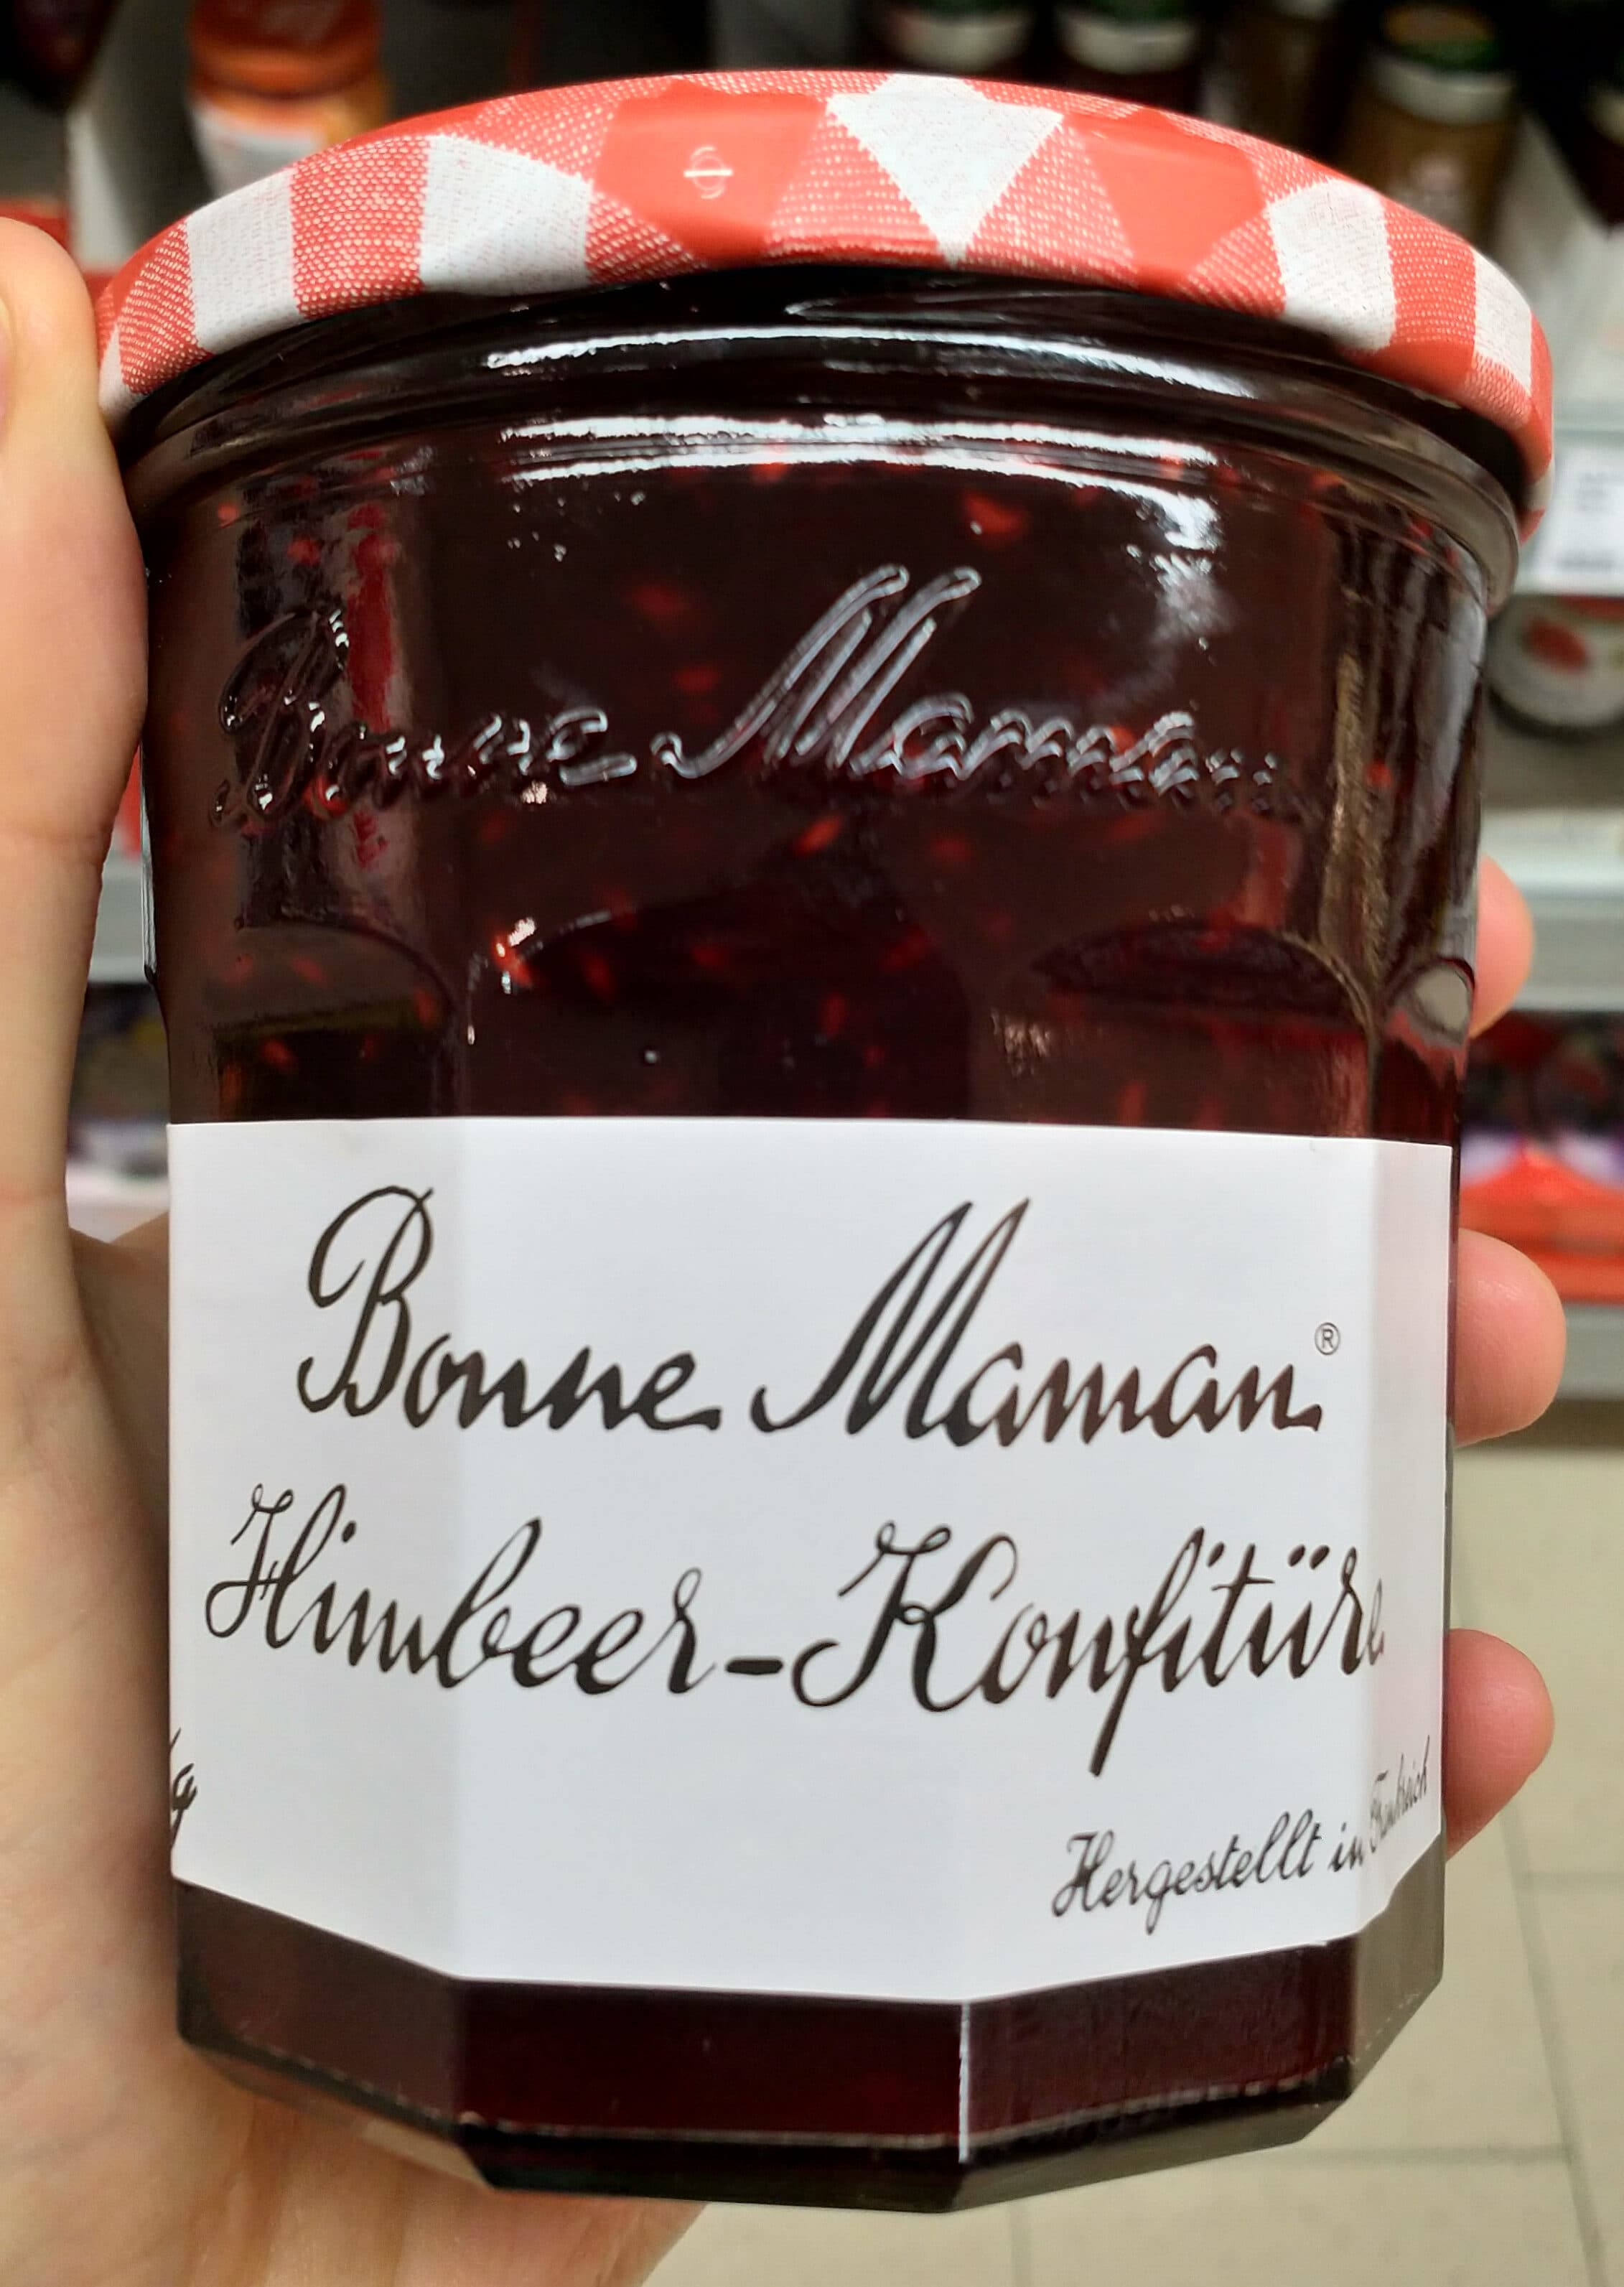 Bonne Maman
Bonne Maman®
Himbeer-Konfitüre
g
Hergestellt in Frankreich